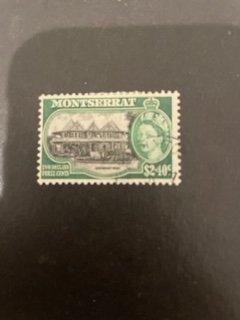 MONTSERRAT
TWO DOLLARS
FORTY CENTS
$2·40c